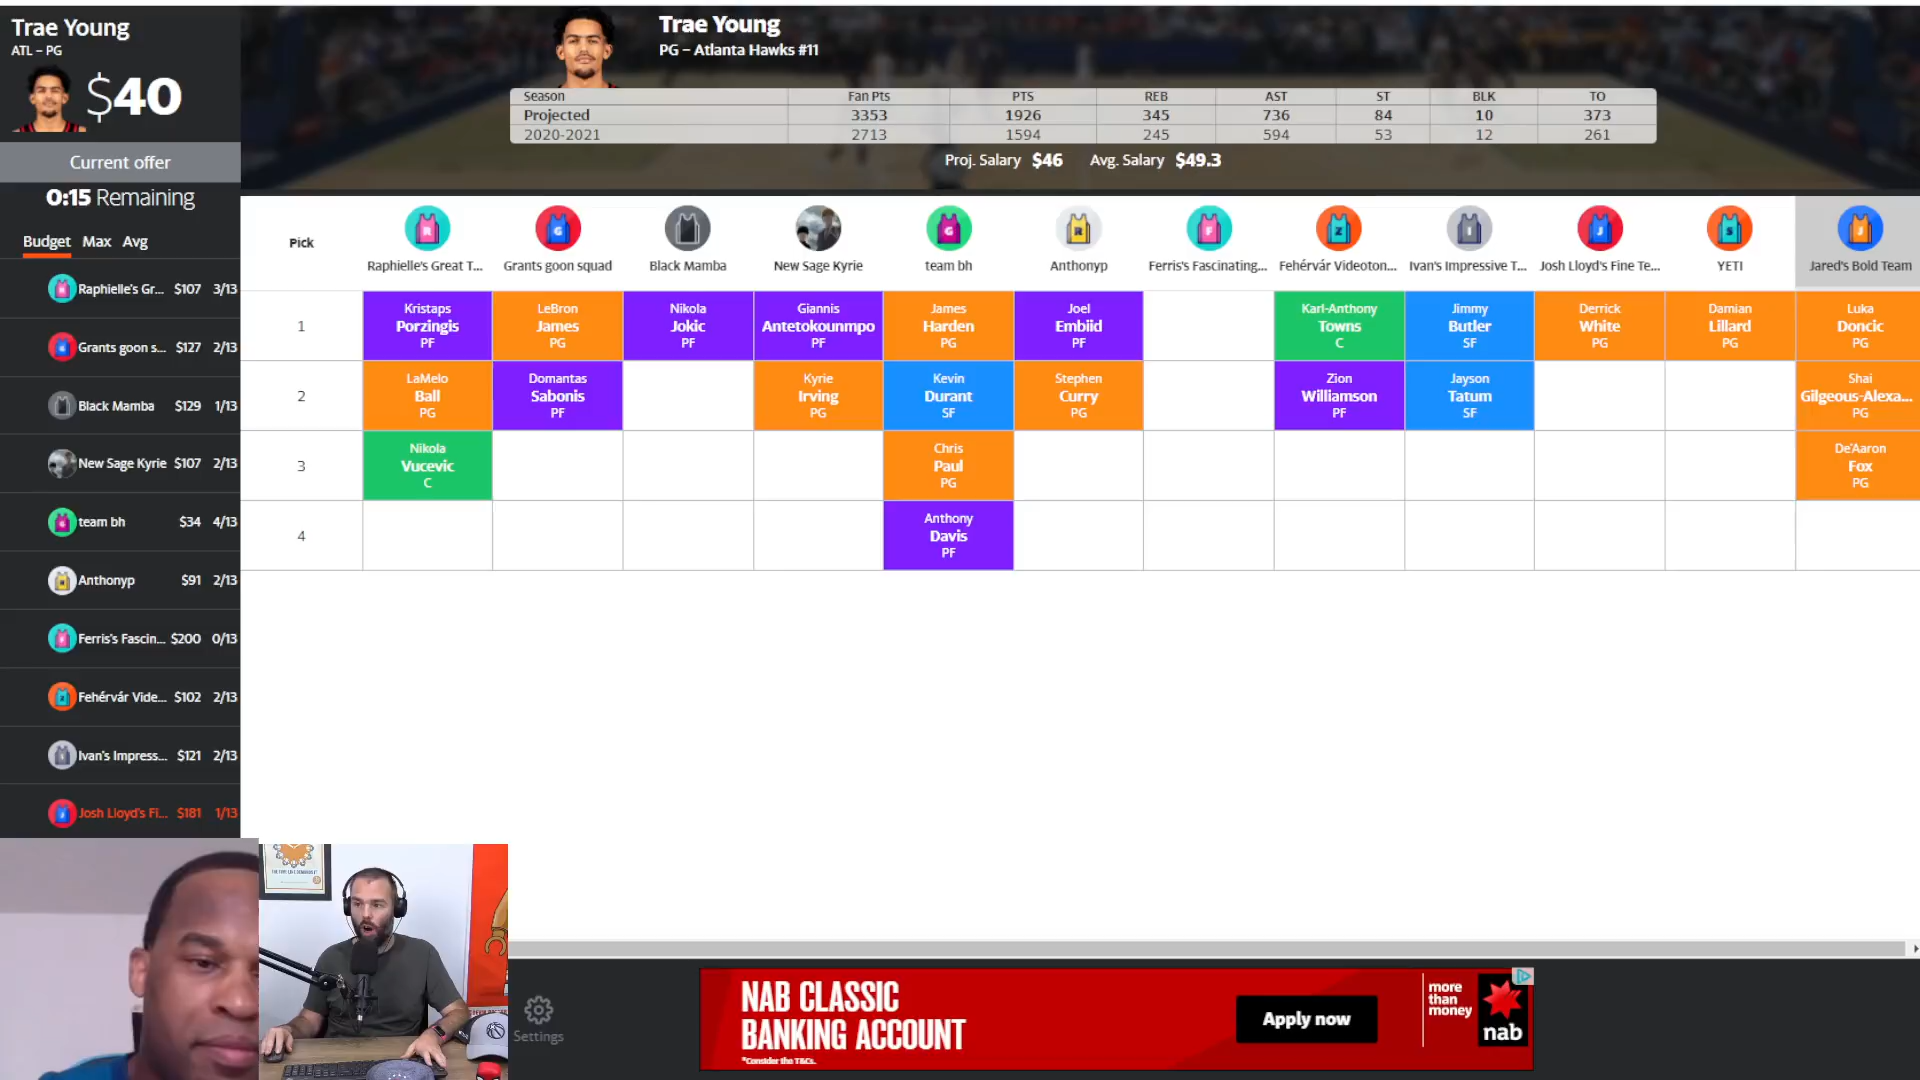 Trae Young
ATL – PG
$40
Current offer
0:15 Remaining
Budget Max Avg
Raphielle's Gr... $107 3/13
Grants goon s... $127 2/13
Black Mamba $129 1/13
New Sage Kyrie $107 2/13
team bh $34 4/13
Anthonyp $91 2/13
Ferris's Fascin... $200 0/13
Fehérvár Vide... $102 2/13
Ivan's Impress... $121 2/13
Josh Lloyd's Fi... $181 1/13
Trae Young
PG – Atlanta Hawks #11
Season Fan Pts PTS REB AST ST BLK TO
Projected 3353 1926 345 736 84 10 373
2020-2021 2713 1594 245 594 53 12 261
Proj. Salary $46 Avg. Salary $49.3
Pick Raphielle's Great T... Grants goon squad Black Mamba New Sage Kyrie team bh Anthonyp Ferris's Fascinating... Fehérvár Videoton... Ivan's Impressive T... Josh Lloyd's Fine Te... YETI Jared's Bold Team
1
Kristaps
Porzingis
PF
LeBron
James
PG
Nikola
Jokic
PF
Giannis
Antetokounmpo
PF
James
Harden
PG
Joel
Embiid
PF
Karl-Anthony
Towns
C
Jimmy
Butler
SF
Derrick
White
PG
Damian
Lillard
PG
Luka
Doncic
PG
2
LaMelo
Ball
PG
Domantas
Sabonis
PF
Kyrie
Irving
PG
Kevin
Durant
SF
Stephen
Curry
PG
Zion
Williamson
PF
Jayson
Tatum
SF
Shai
Gilgeous-Alexa...
PG
3
Nikola
Vucevic
C
Chris
Paul
PG
De'Aaron
Fox
PG
4
Anthony
Davis
PF
Settings
NAB CLASSIC
BANKING ACCOUNT
*Consider the T&Cs.
Apply now
more
than
money
nab